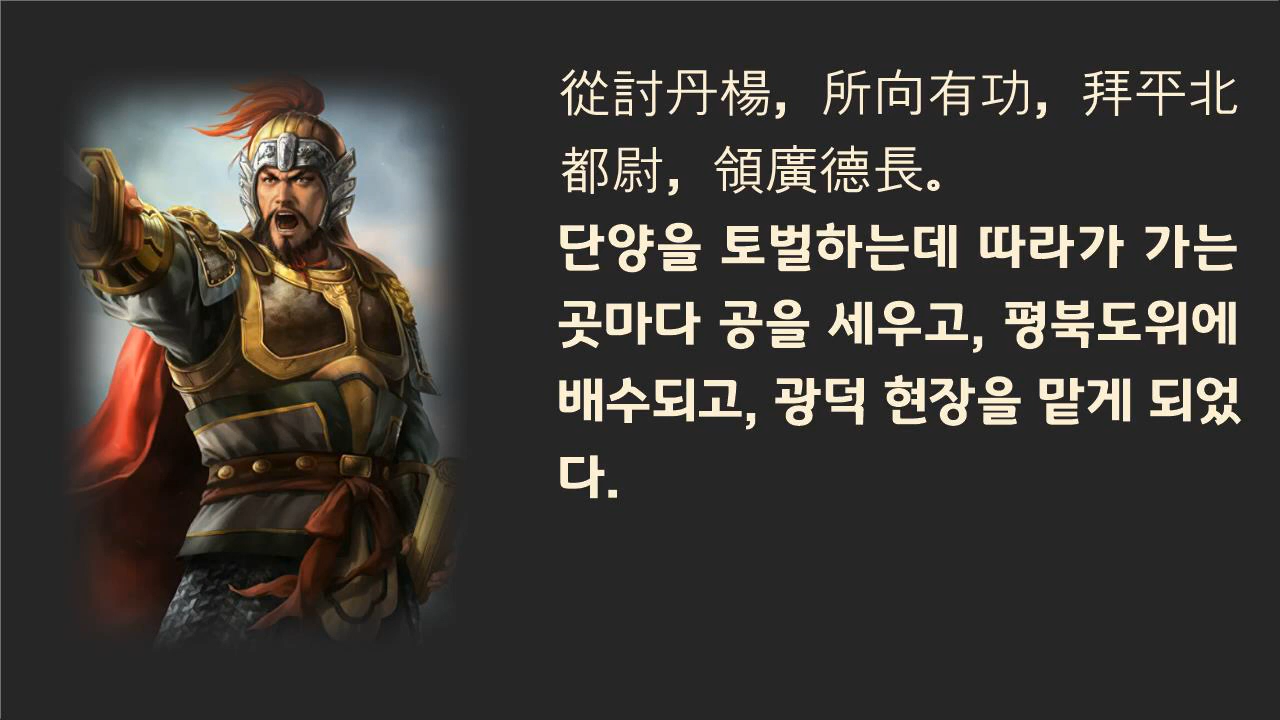 從討丹楊，所向有功，拜平北
都尉，領廣德長。
단양을 토벌하는데 따라가 가는
곳마다 공을 세우고, 평북도위에
배수되고, 광덕 현장을 맡게 되었
다.